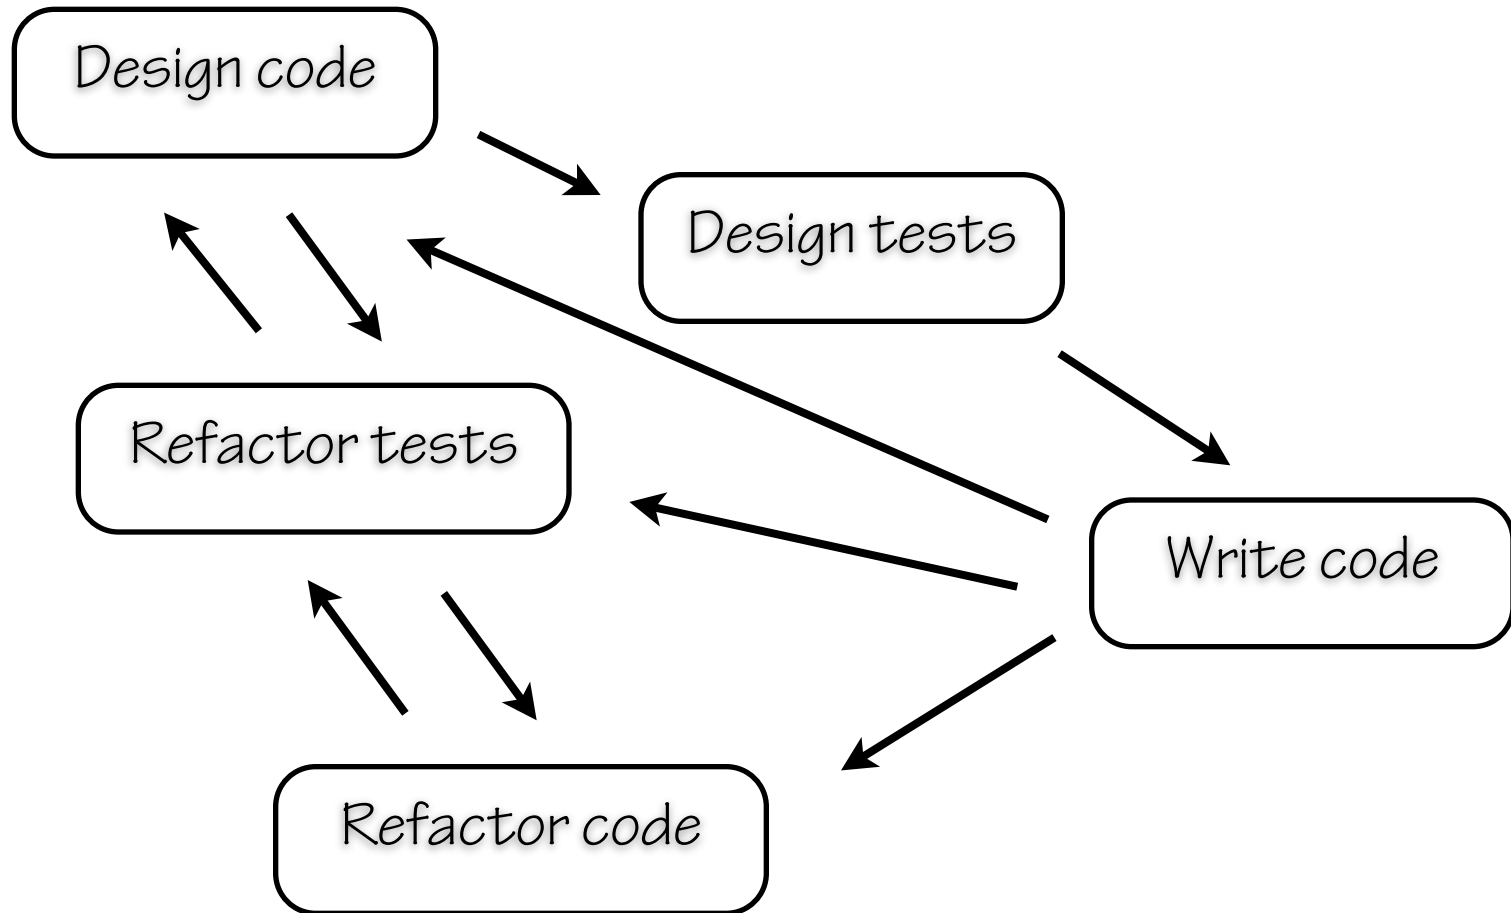 Design code
Design tests
Refactor tests
Write code
Refactor code